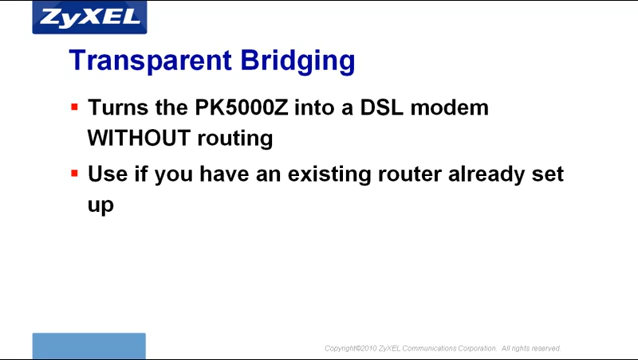 ZyXEL
Transparent Bridging
▪ Turns the PK5000Z into a DSL modem
WITHOUT routing
▪ Use if you have an existing router already set
up
Copyright©2010 ZyXEL Communications Corporation. All rights reserved.